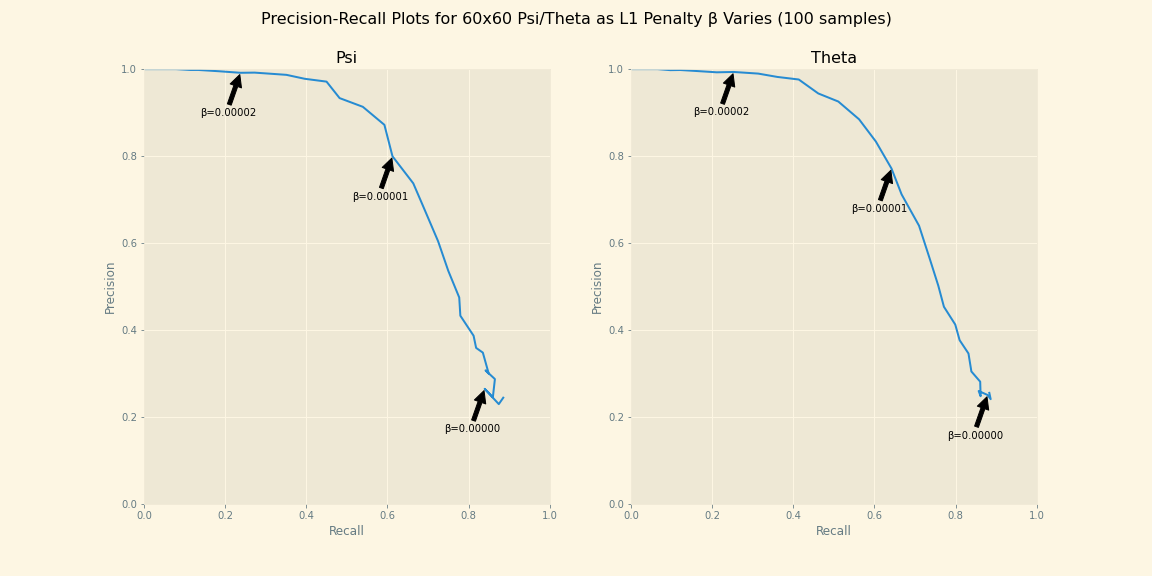 Precision-Recall Plots for 60x60 Psi/Theta as L1 Penalty β Varies (100 samples)
Psi
1.0
0.8
0.6
0.4
0.2
0.0
Precision
β=0.00002
β=0.00001
β=0.00000
0.0 0.2 0.4 0.6 0.8 1.0
Recall
Theta
1.0
0.8
0.6
0.4
0.2
0.0
Precision
β=0.00002
β=0.00001
β=0.00000
0.0 0.2 0.4 0.6 0.8 1.0
Recall